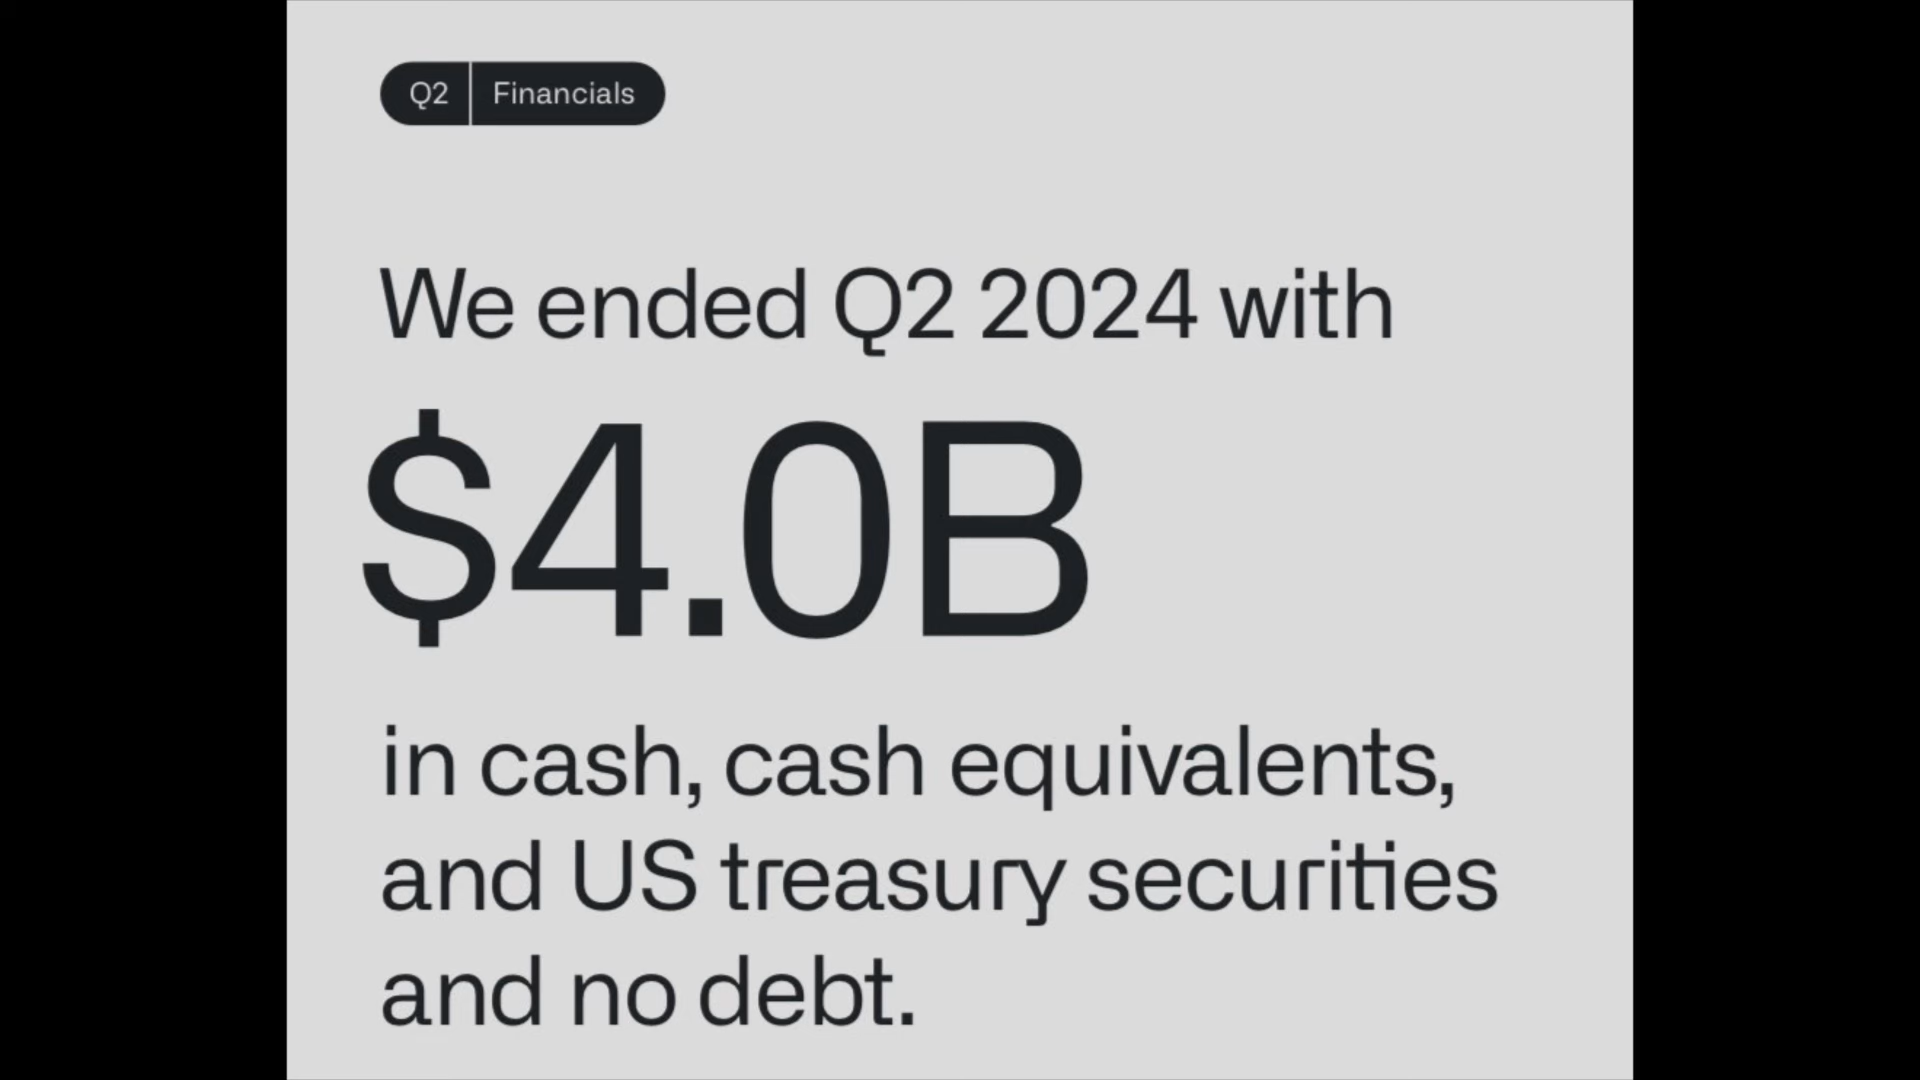 Q2 Financials
We ended Q2 2024 with
$4.0B
in cash, cash equivalents,
and US treasury securities
and no debt.